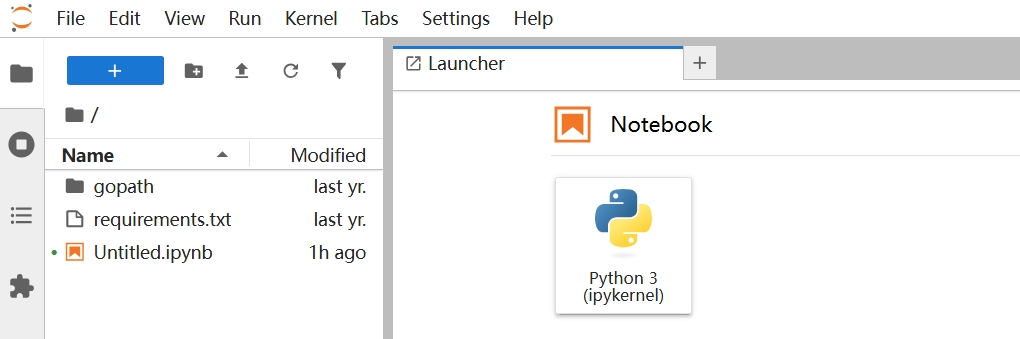 File Edit View Run Kernel Tabs Settings Help
+
Launcher
+
/
Name Modified
gopath last yr.
requirements.txt last yr.
Untitled.ipynb 1h ago
Notebook
Python 3
(ipykernel)